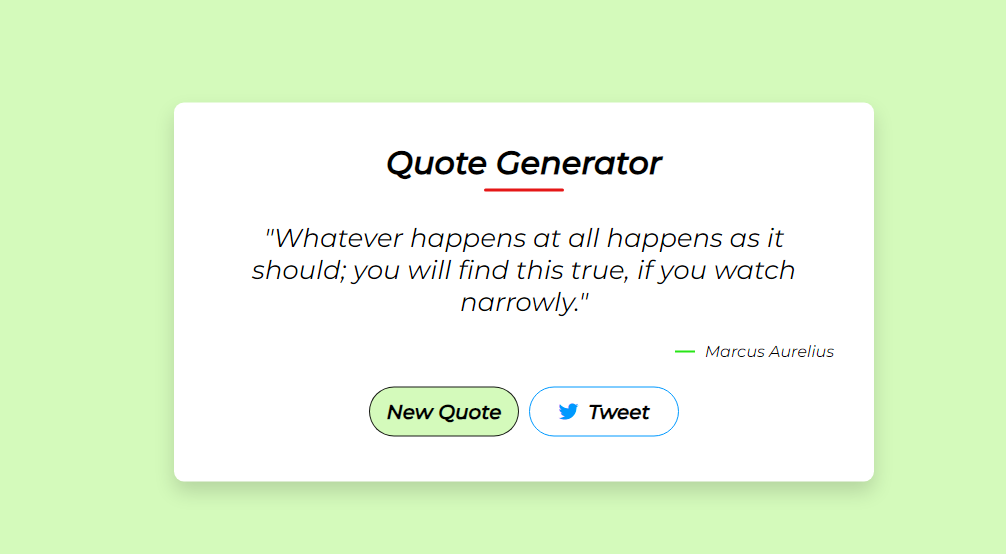 Quote Generator
"Whatever happens at all happens as it
should; you will find this true, if you watch
narrowly."
Marcus Aurelius
New Quote
Tweet